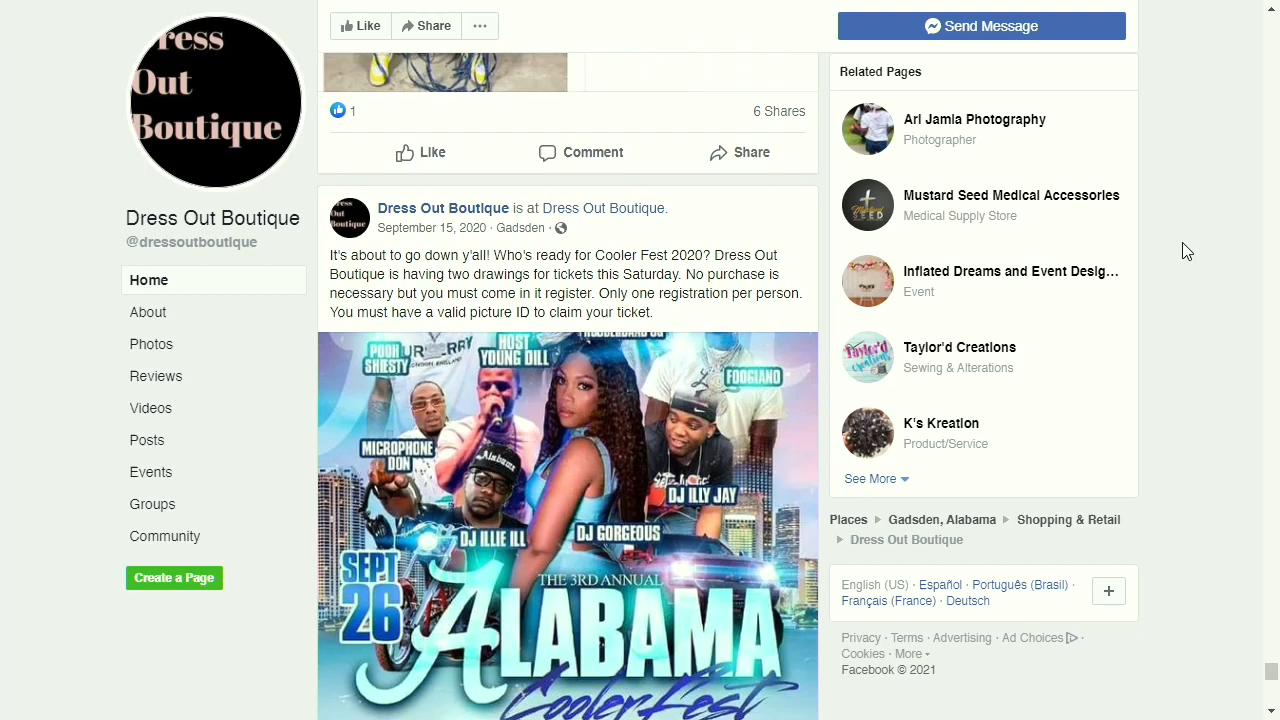 ress
Out
Boutique
Dress Out Boutique
@dressoutboutique
Home
About
Photos
Reviews
Videos
Posts
Events
Groups
Community
Create a Page
Like
Share
Send Message
1
6 Shares
Like
Comment
Share
Out
Boutique
Dress Out Boutique is at Dress Out Boutique.
September 15, 2020 · Gadsden ·
It's about to go down y'all! Who's ready for Cooler Fest 2020? Dress Out
Boutique is having two drawings for tickets this Saturday. No purchase is
necessary but you must come in it register. Only one registration per person.
You must have a valid picture ID to claim your ticket.
POOH
SHIESTY
HOST
YOUNG DILL
FOOGIANO
MICROPHONE
DON
Alabama
DJ ILLY JAY
DJ ILLIE ILL
DJ GORGEOUS
SEPT
26
THE 3RD ANNUAL
ALABAMA
CoolerFest
Related Pages
Ari Jamia Photography
Photographer
Mustard Seed Medical Accessories
Medical Supply Store
SEED
Inflated Dreams and Event Desig...
Event
Taylor'd Creations
Sewing & Alterations
Taylor'd
K's Kreation
Product/Service
See More
Places
Gadsden, Alabama
Shopping & Retail
Dress Out Boutique
English (US) · Español · Português (Brasil) ·
Français (France) · Deutsch
Privacy · Terms · Advertising · Ad Choices ·
Cookies · More
Facebook © 2021